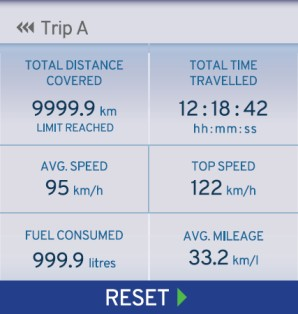 Trip A
TOTAL DISTANCE
COVERED
9999.9 km
LIMIT REACHED
TOTAL TIME
TRAVELLED
12:18:42
hh:mm:ss
AVG. SPEED
95 km/h
TOP SPEED
122 km/h
FUEL CONSUMED
999.9 litres
AVG. MILEAGE
33.2 km/l
RESET